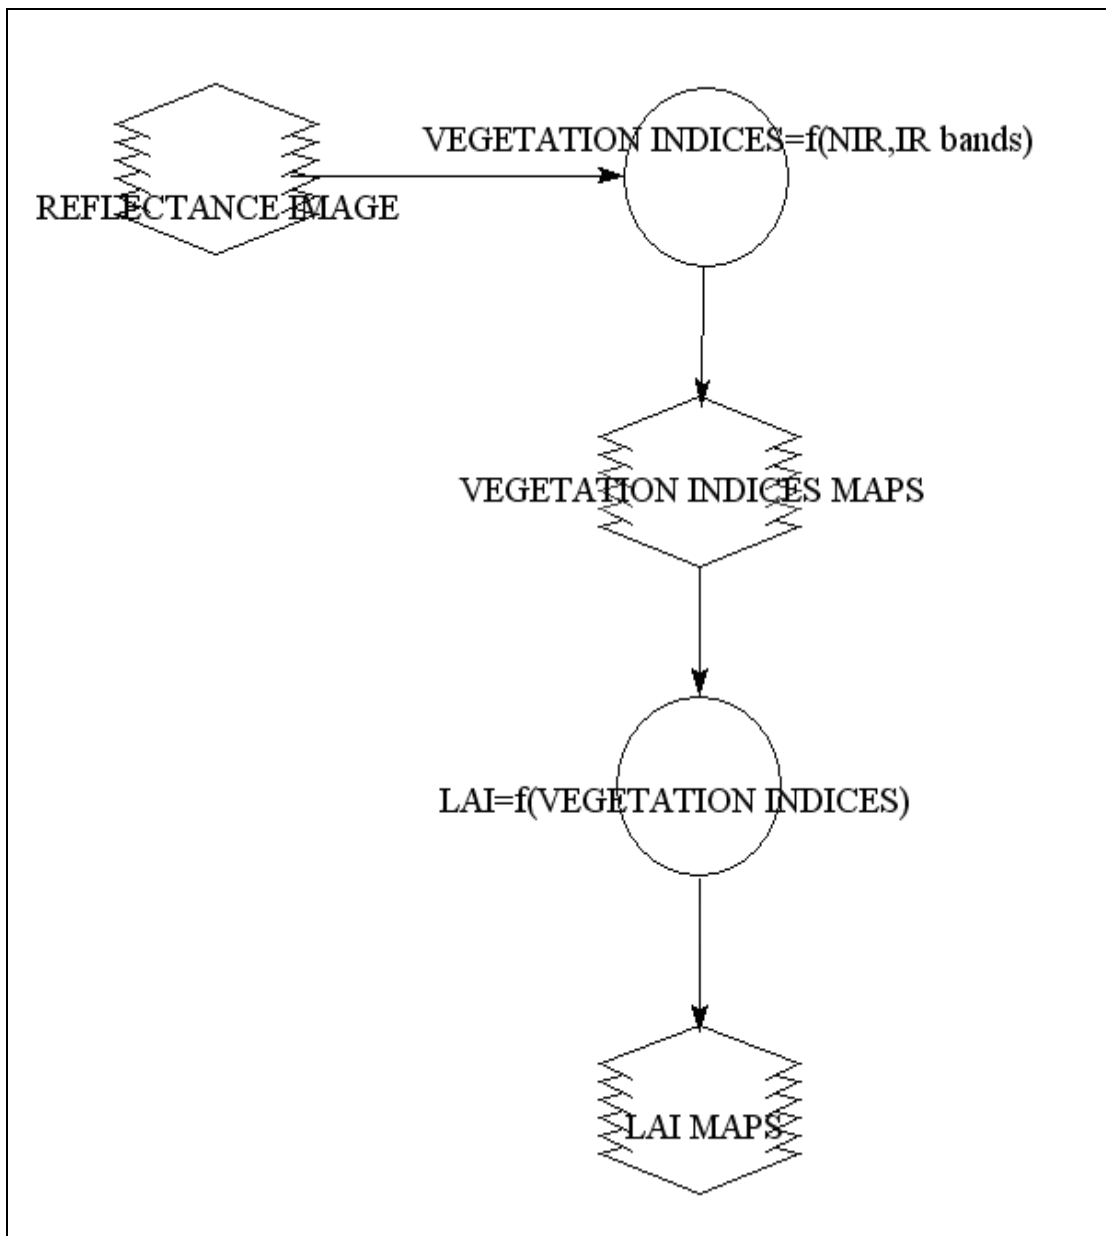 VEGETATION INDICES=f(NIR,IR bands)
REFLECTANCE IMAGE
VEGETATION INDICES MAPS
LAI=f(VEGETATION INDICES)
LAI MAPS